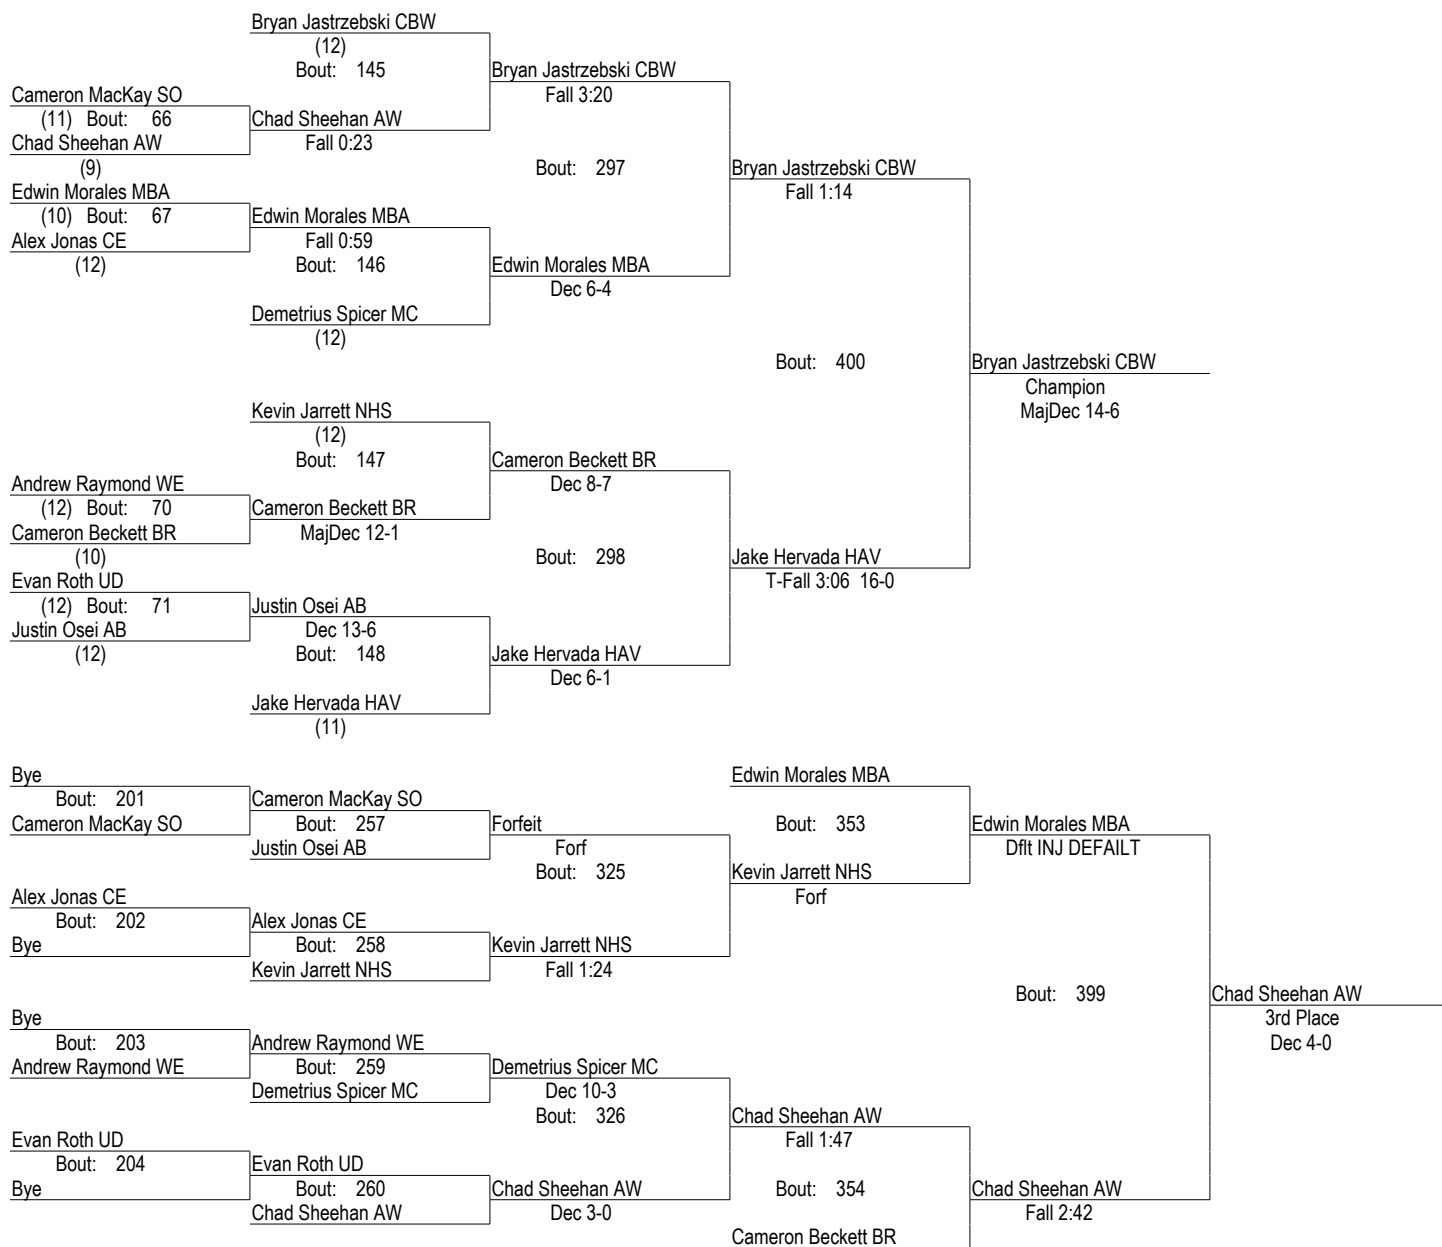 Bryan Jastrzebski CBW
(12)
Bout: 145 Bryan Jastrzebski CBW
Cameron MacKay SO Fall 3:20
(11) Bout: 66 Chad Sheehan AW
Chad Sheehan AW Fall 0:23
(9) Bout: 297 Bryan Jastrzebski CBW
Edwin Morales MBA Fall 1:14
(10) Bout: 67 Edwin Morales MBA
Alex Jonas CE Fall 0:59
(12) Bout: 146 Edwin Morales MBA
Dec 6-4
Demetrius Spicer MC
(12)
Bout: 400 Bryan Jastrzebski CBW
Champion
Kevin Jarrett NHS MajDec 14-6
(12)
Bout: 147 Cameron Beckett BR
Andrew Raymond WE Dec 8-7
(12) Bout: 70 Cameron Beckett BR
Cameron Beckett BR MajDec 12-1
(10) Bout: 298 Jake Hervada HAV
Evan Roth UD T-Fall 3:06 16-0
(12) Bout: 71 Justin Osei AB
Justin Osei AB Dec 13-6
(12) Bout: 148 Jake Hervada HAV
Dec 6-1
Jake Hervada HAV
(11)
Bye Edwin Morales MBA
Bout: 201 Cameron MacKay SO
Cameron MacKay SO Bout: 257 Forfeit Bout: 353 Edwin Morales MBA
Justin Osei AB Forf Dflt INJ DEFAILT
Bout: 325 Kevin Jarrett NHS
Alex Jonas CE Forf
Bout: 202 Alex Jonas CE
Bye Bout: 258 Kevin Jarrett NHS
Kevin Jarrett NHS Fall 1:24
Bout: 399 Chad Sheehan AW
Bye 3rd Place
Bout: 203 Andrew Raymond WE Dec 4-0
Andrew Raymond WE Bout: 259 Demetrius Spicer MC
Demetrius Spicer MC Dec 10-3
Bout: 326 Chad Sheehan AW
Evan Roth UD Fall 1:47
Bout: 204 Evan Roth UD
Bye Bout: 260 Chad Sheehan AW Bout: 354 Chad Sheehan AW
Chad Sheehan AW Dec 3-0 Fall 2:42
Cameron Beckett BR